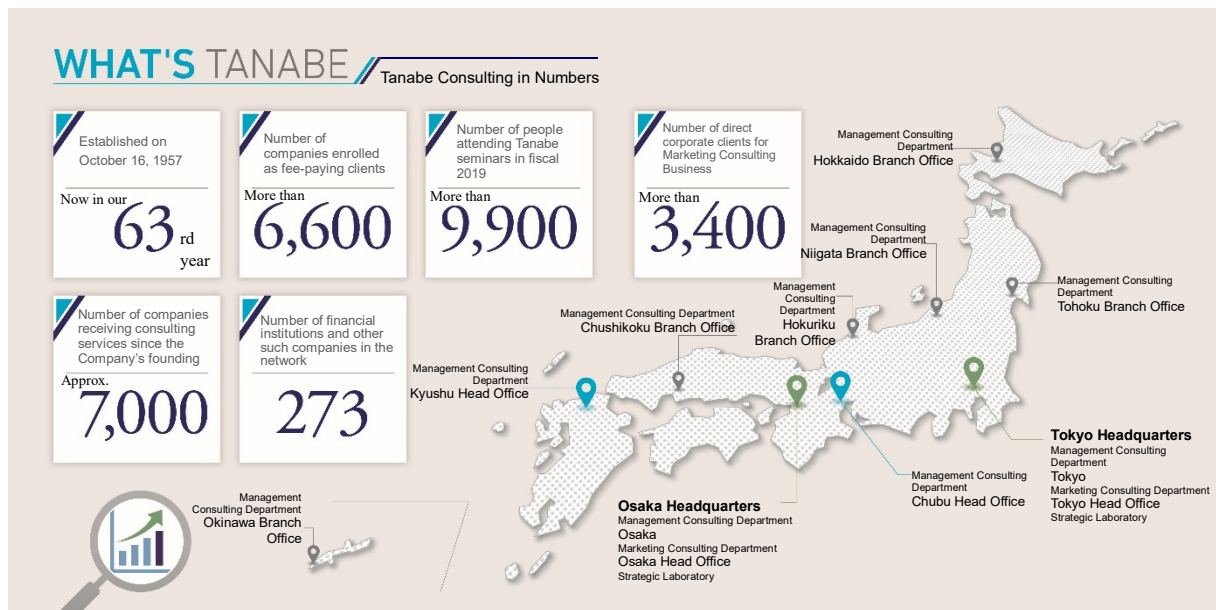 WHAT'S TANABE
Tanabe Consulting in Numbers
Established on
October 16, 1957
Now in our
63 rd
year
Number of
companies enrolled
as fee-paying clients
More than
6,600
Number of people
attending Tanabe
seminars in fiscal
2019
More than
9,900
Number of direct
corporate clients for
Marketing Consulting
Business
More than
3,400
Number of companies
receiving consulting
services since the
Company's founding
Approx.
7,000
Number of financial
institutions and other
such companies in the
network
273
Management Consulting
Department
Hokkaido Branch Office
Management Consulting
Department
Niigata Branch Office
Management Consulting
Department
Tohoku Branch Office
Management
Consulting
Department
Hokuriku
Branch Office
Management Consulting Department
Chushikoku Branch Office
Management Consulting
Department
Kyushu Head Office
Tokyo Headquarters
Management Consulting
Department
Tokyo
Marketing Consulting Department
Tokyo Head Office
Strategic Laboratory
Management Consulting
Department
Chubu Head Office
Osaka Headquarters
Management Consulting Department
Osaka
Marketing Consulting Department
Osaka Head Office
Strategic Laboratory
Management
Consulting Department
Okinawa Branch
Office